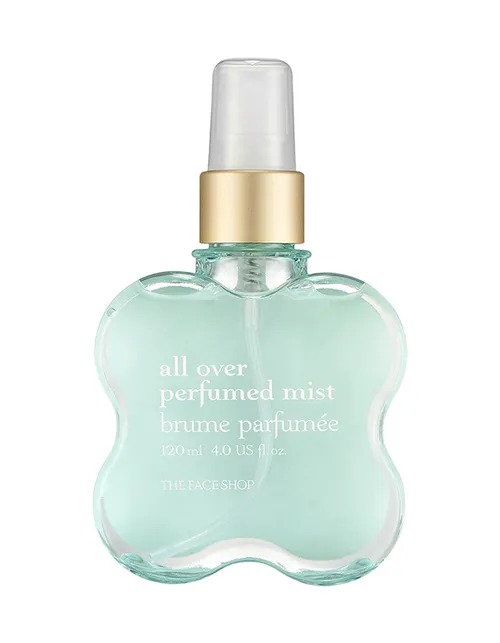 all over
perfumed mist
brume parfumée
120 ml  4.0 US fl. oz.
THE FACE SHOP